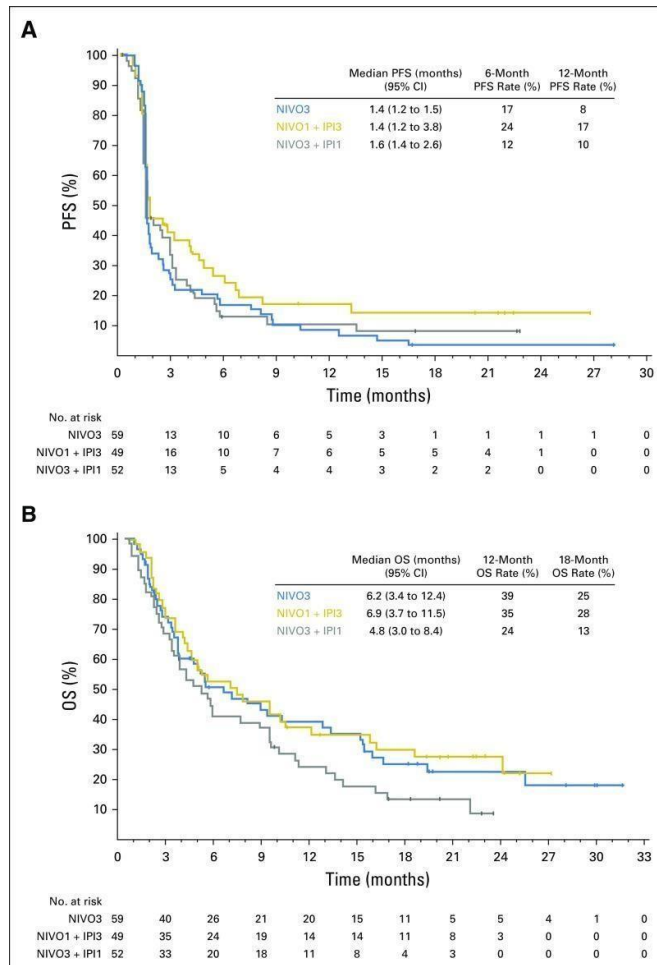 A
Median PFS (months) 6-Month 12-Month
(95% CI) PFS Rate (%) PFS Rate (%)
NIVO3 1.4 (1.2 to 1.5) 17 8
NIVO1 + IPI3 1.4 (1.2 to 3.8) 24 17
NIVO3 + IPI1 1.6 (1.4 to 2.6) 12 10
PFS (%)
100
90
80
70
60
50
40
30
20
10
0 3 6 9 12 15 18 21 24 27 30
Time (months)
No. at risk
NIVO3 59 13 10 6 5 3 1 1 1 1 0
NIVO1 + IPI3 49 16 10 7 6 5 5 4 1 0 0
NIVO3 + IPI1 52 13 5 4 4 3 2 2 0 0 0
B
Median OS (months) 12-Month 18-Month
(95% CI) OS Rate (%) OS Rate (%)
NIVO3 6.2 (3.4 to 12.4) 39 25
NIVO1 + IPI3 6.9 (3.7 to 11.5) 35 28
NIVO3 + IPI1 4.8 (3.0 to 8.4) 24 13
OS (%)
100
90
80
70
60
50
40
30
20
10
0 3 6 9 12 15 18 21 24 27 30 33
Time (months)
No. at risk
NIVO3 59 40 26 21 20 15 11 5 5 4 1 0
NIVO1 + IPI3 49 35 24 19 14 14 11 8 3 0 0 0
NIVO3 + IPI1 52 33 20 18 11 8 4 3 0 0 0 0